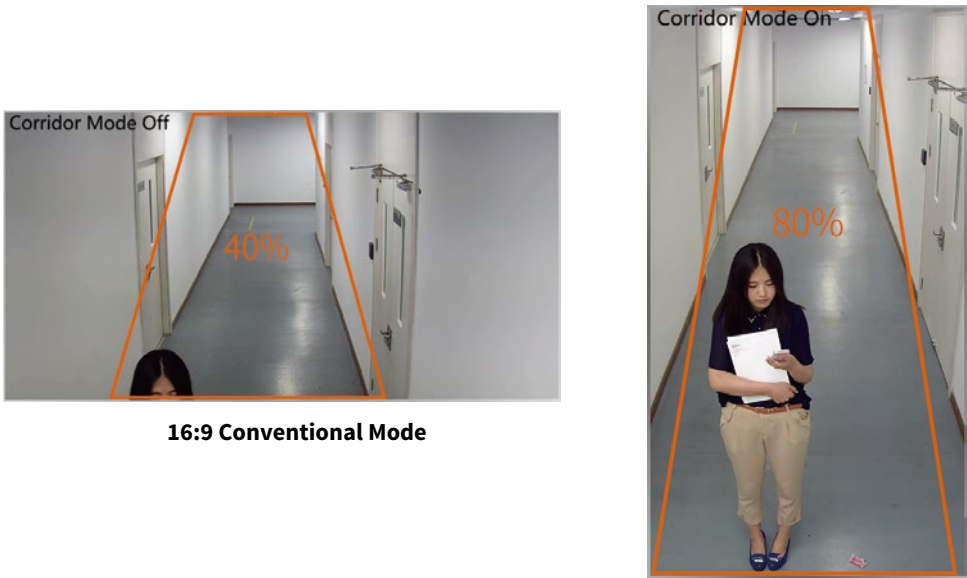 Corridor Mode Off
40%
16:9 Conventional Mode
Corridor Mode On
80%